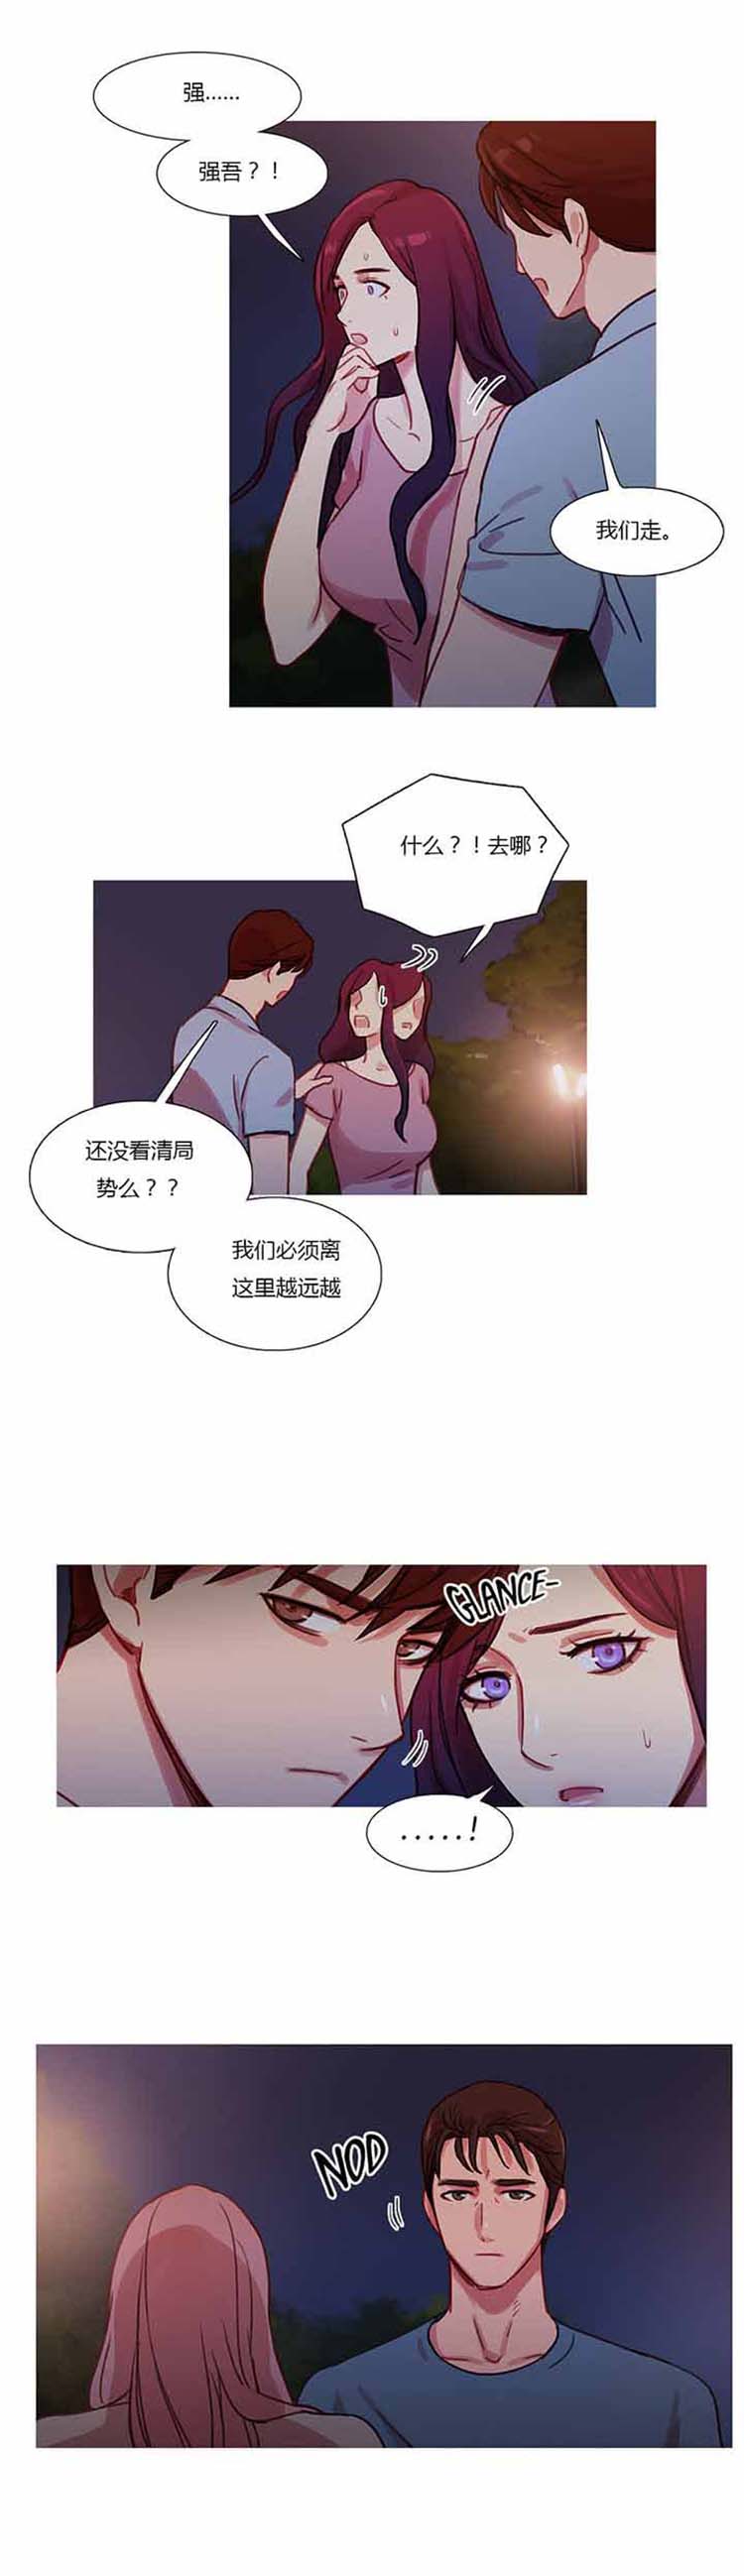 强……
强吾？！
我们走。
什么？！去哪？
还没看清局
势么？？
我们必须离
这里越远越
GLANCE-
.....!
NOD